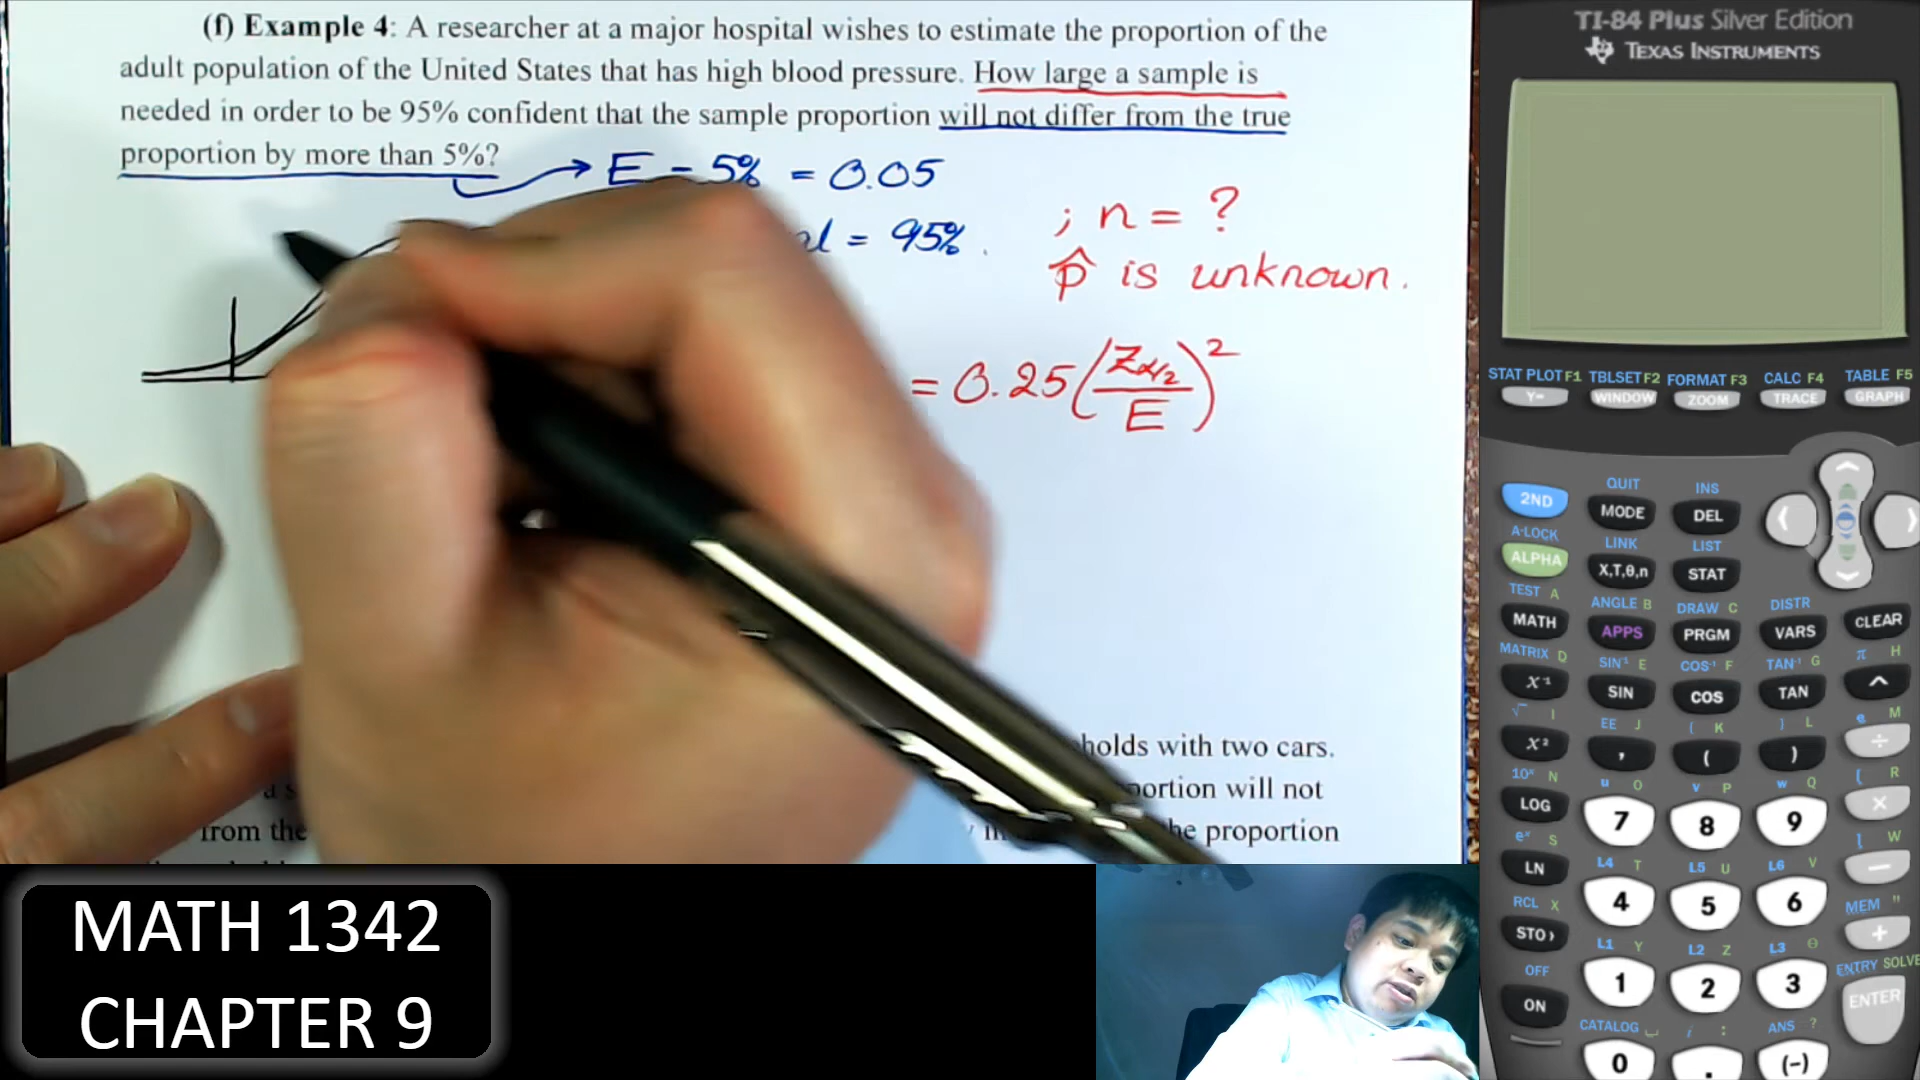 (f) Example 4: A researcher at a major hospital wishes to estimate the proportion of the
adult population of the United States that has high blood pressure. How large a sample is
needed in order to be 95% confident that the sample proportion will not differ from the true
proportion by more than 5%?
E = 5% = 0.05
= 95%.
; n = ?
p̂ is unknown.
= 0.25(Zα/2/E)²
holds with two cars.
portion will not
from the
he proportion
MATH 1342
CHAPTER 9
TI-84 Plus Silver Edition
TEXAS INSTRUMENTS
STAT PLOT F1 TBLSET F2 FORMAT F3 CALC F4 TABLE F5
Y= WINDOW ZOOM TRACE GRAPH
QUIT INS
2ND MODE DEL
A-LOCK LINK LIST
ALPHA X,T,θ,n STAT
TEST A ANGLE B DRAW C DISTR
MATH APPS PRGM VARS CLEAR
MATRIX D SIN⁻¹ E COS⁻¹ F TAN⁻¹ G π H
x⁻¹ SIN COS TAN ^
√ I EE J { K } L e M
x² , ( ) ÷
10ˣ N u O v P w Q [ R
LOG 7 8 9 ×
eˣ S L4 T L5 U L6 V ] W
LN 4 5 6 −
RCL X L1 Y L2 Z L3 θ MEM "
STO› 1 2 3 +
OFF ENTRY SOLVE
ON ENTER
CATALOG i : ANS ?
0 . (-)